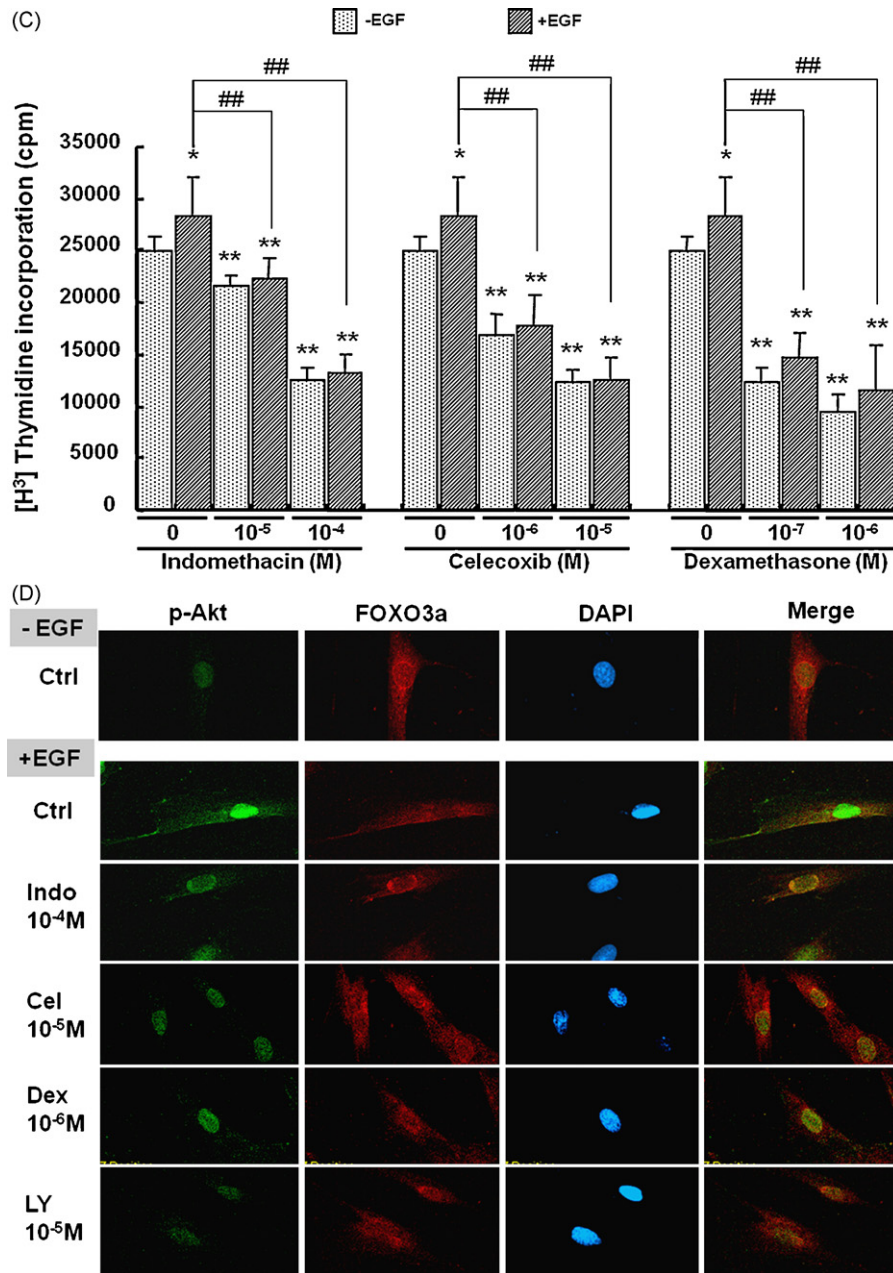 (C)
-EGF +EGF
## ## ##
## ## ##
35000
30000
25000
20000
15000
10000
5000
0
[H³] Thymidine incorporation (cpm)
* ** ** ** **
* ** ** ** **
* ** ** ** **
0 10⁻⁵ 10⁻⁴ 0 10⁻⁶ 10⁻⁵ 0 10⁻⁷ 10⁻⁶
Indomethacin (M) Celecoxib (M) Dexamethasone (M)
(D)
p-Akt FOXO3a DAPI Merge
- EGF
Ctrl
+EGF
Ctrl
Indo
10⁻⁴M
Cel
10⁻⁵M
Dex
10⁻⁶M
LY
10⁻⁵M